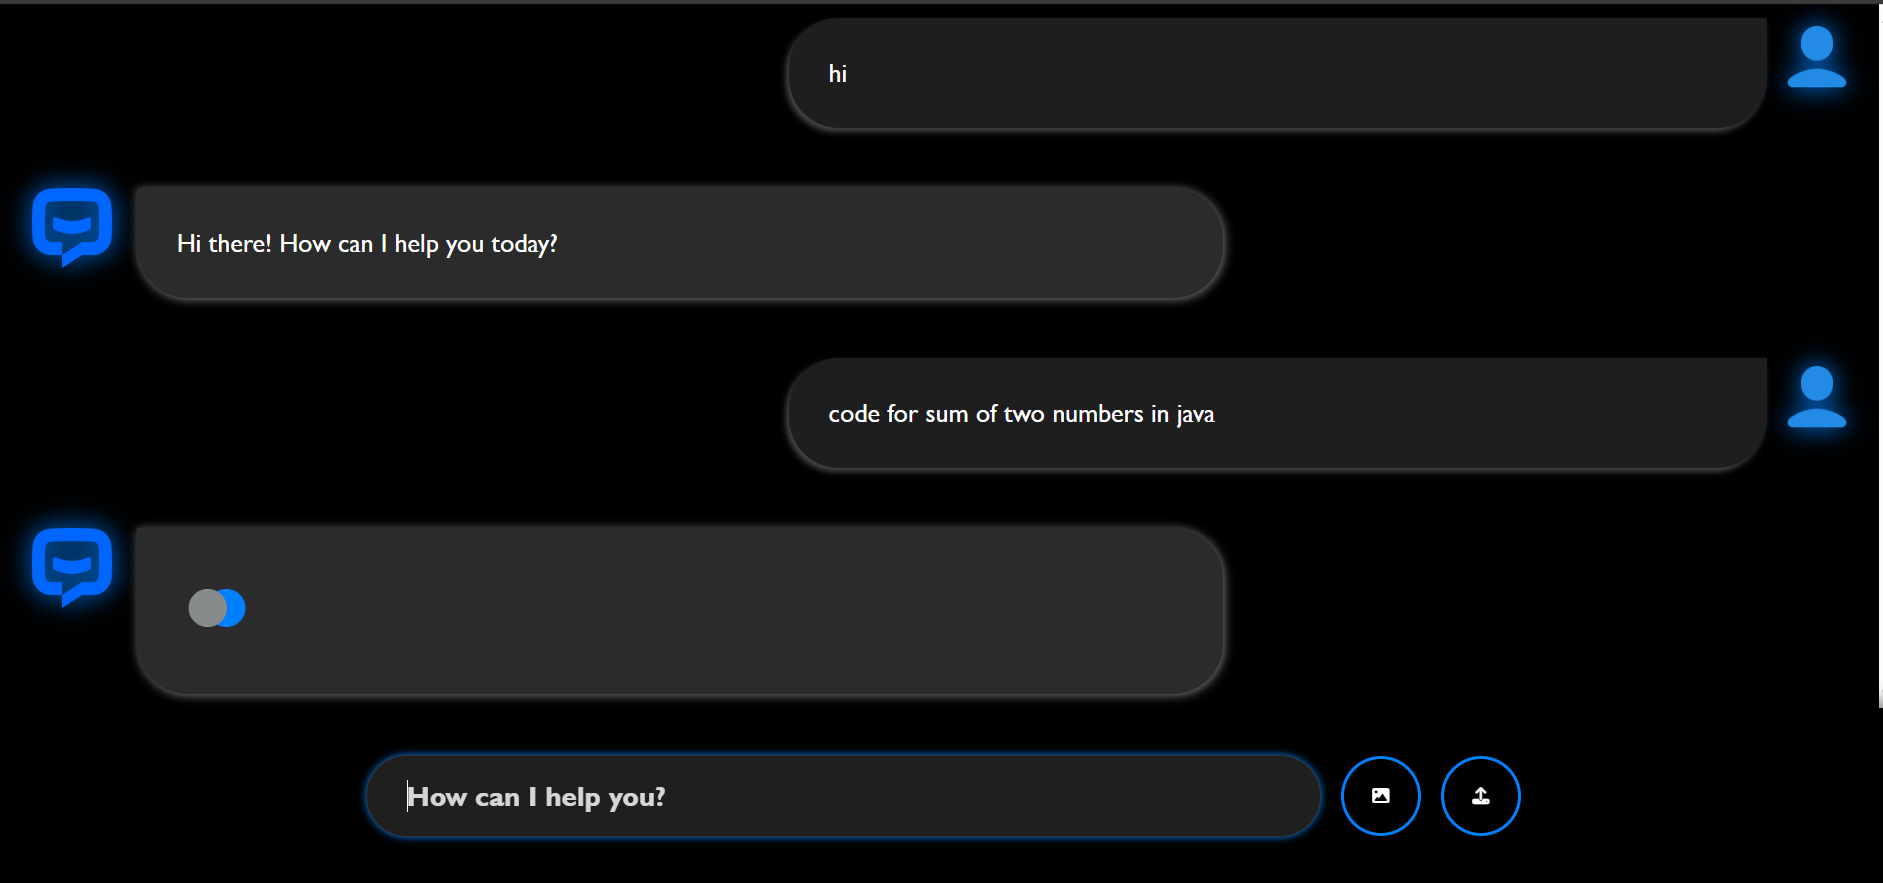 hi
Hi there! How can I help you today?
code for sum of two numbers in java
How can I help you?